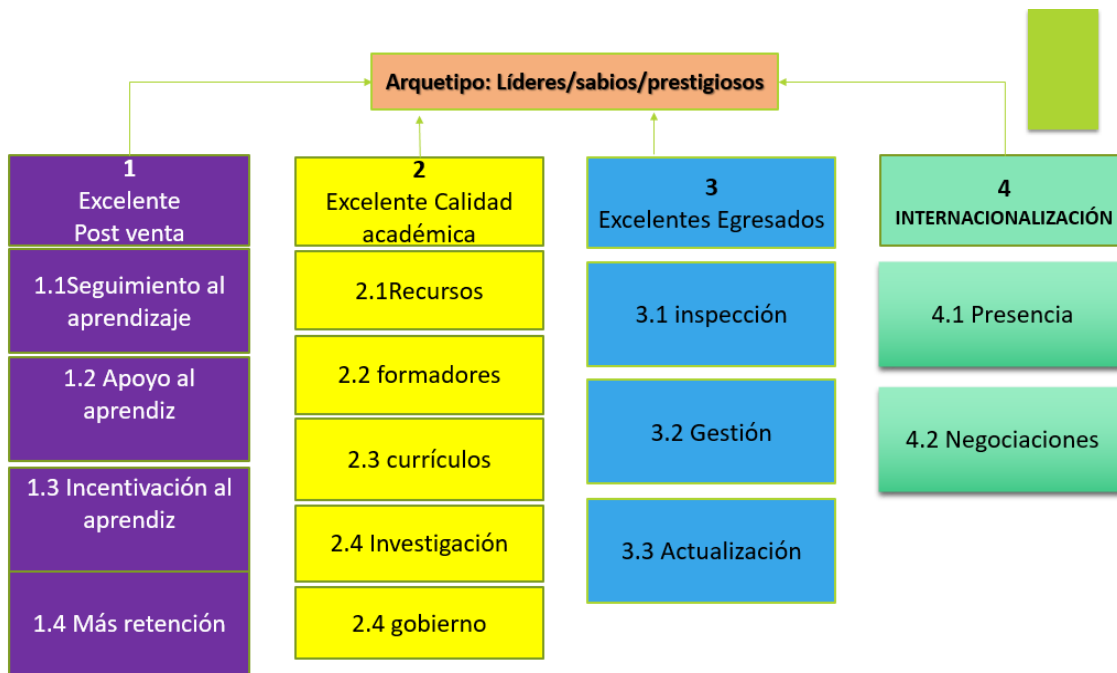 Arquetipo: Líderes/sabios/prestigiosos
1
Excelente
Post venta
1.1Seguimiento al
aprendizaje
1.2 Apoyo al
aprendiz
1.3 Incentivación al
aprendiz
1.4 Más retención
2
Excelente Calidad
académica
2.1Recursos
2.2 formadores
2.3 currículos
2.4 Investigación
2.4 gobierno
3
Excelentes Egresados
3.1 inspección
3.2 Gestión
3.3 Actualización
4
INTERNACIONALIZACIÓN
4.1 Presencia
4.2 Negociaciones